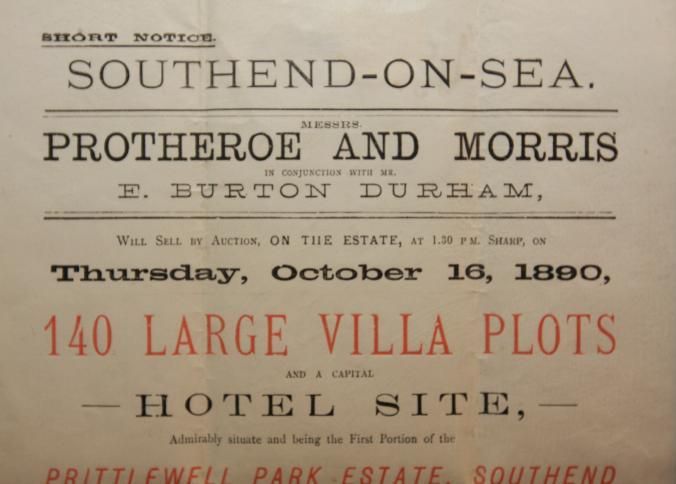 SHORT NOTICE.
SOUTHEND-ON-SEA.
MESSRS.
PROTHEROE AND MORRIS
IN CONJUNCTION WITH MR.
E. BURTON DURHAM,
WILL SELL BY AUCTION, ON THE ESTATE, AT 1.30 P.M. SHARP, ON
Thursday, October 16, 1890,
140 LARGE VILLA PLOTS
AND A CAPITAL
— HOTEL SITE, —
Admirably situate and being the First Portion of the
PRITTLEWELL PARK ESTATE, SOUTHEND